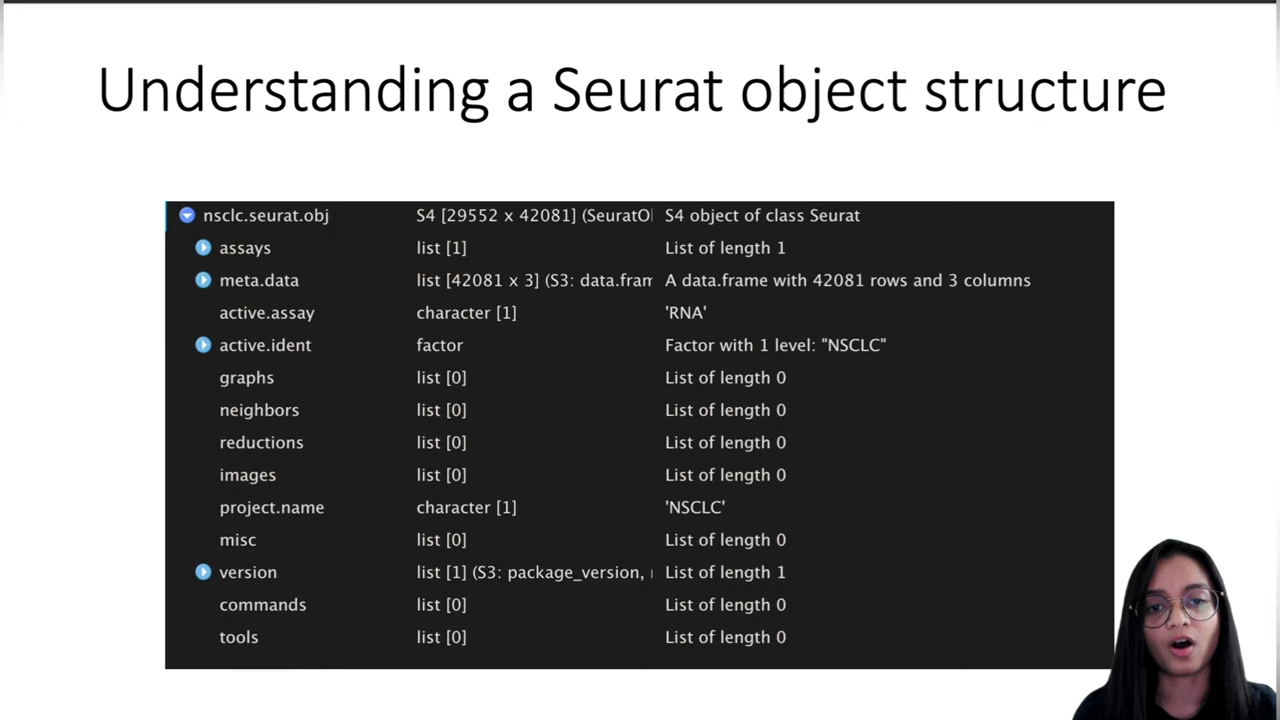 Understanding a Seurat object structure
nsclc.seurat.obj S4 [29552 x 42081] (SeuratOl S4 object of class Seurat
assays list [1] List of length 1
meta.data list [42081 x 3] (S3: data.fram A data.frame with 42081 rows and 3 columns
active.assay character [1] 'RNA'
active.ident factor Factor with 1 level: "NSCLC"
graphs list [0] List of length 0
neighbors list [0] List of length 0
reductions list [0] List of length 0
images list [0] List of length 0
project.name character [1] 'NSCLC'
misc list [0] List of length 0
version list [1] (S3: package_version, List of length 1
commands list [0] List of length 0
tools list [0] List of length 0